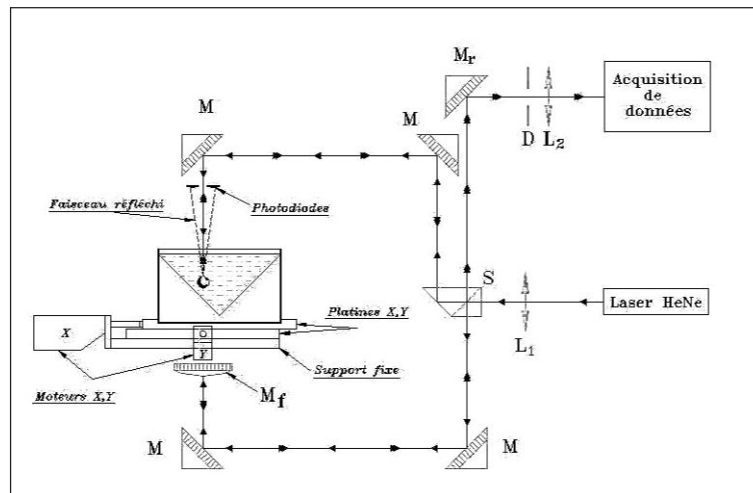 M
M
Mr
D
L2
Acquisition
de
données
Faisceau réfléchi
Photodiodes
S
Laser HeNe
L1
Platines X,Y
X
Y
Moteurs X,Y
Support fixe
Mf
M
M